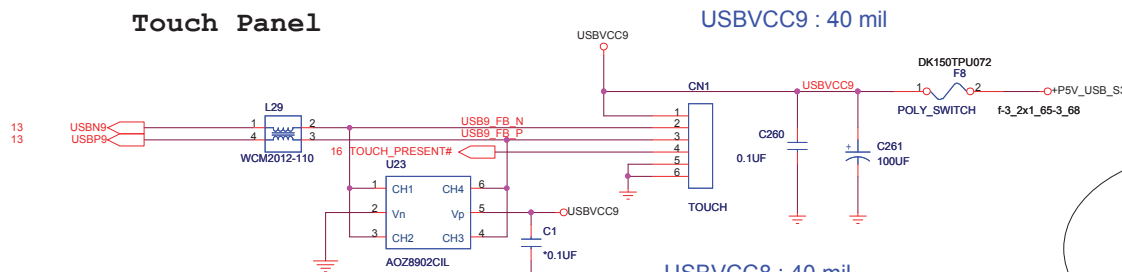 Touch Panel
USBVCC9 : 40 mil
USBVCC9
DK150TPU072
F8
CN1
USBVCC9
1
2
+P5V_USB_S3
POLY_SWITCH
f-3_2x1_65-3_68
L29
1
13
USBN9
1
2
USB9_FB_N
2
13
USBP9
4
3
USB9_FB_P
3
C260
C261
WCM2012-110
16
TOUCH_PRESENT#
4
0.1UF
+
100UF
U23
5
6
1
CH1
CH4
6
TOUCH
2
Vn
Vp
5
USBVCC9
3
CH2
CH3
4
C1
*0.1UF
AOZ8902CIL
USBVCC8 : 40 mil